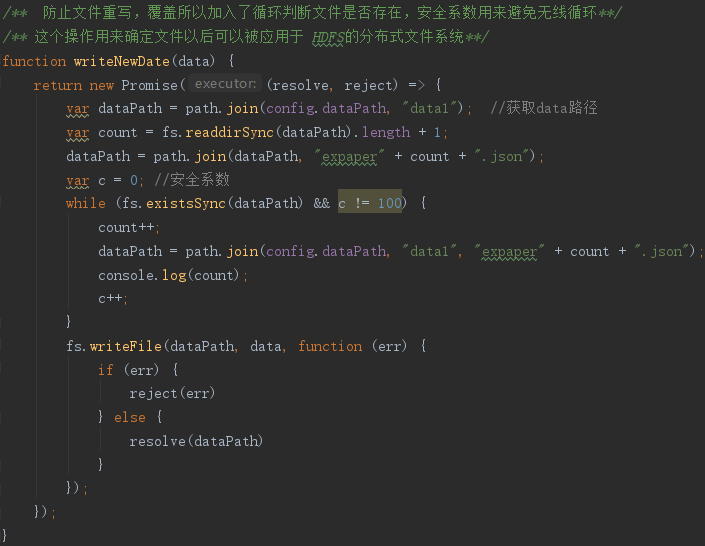 /**  防止文件重写，覆盖所以加入了循环判断文件是否存在，安全系数用来避免无线循环**/
/** 这个操作用来确定文件以后可以被应用于 HDFS的分布式文件系统**/
function writeNewDate(data) {
    return new Promise( executor: (resolve, reject) => {
        var dataPath = path.join(config.dataPath, "data1");  //获取data路径
        var count = fs.readdirSync(dataPath).length + 1;
        dataPath = path.join(dataPath, "expaper" + count + ".json");
        var c = 0; //安全系数
        while (fs.existsSync(dataPath) && c != 100) {
            count++;
            dataPath = path.join(config.dataPath, "data1", "expaper" + count + ".json");
            console.log(count);
            c++;
        }
        fs.writeFile(dataPath, data, function (err) {
            if (err) {
                reject(err)
            } else {
                resolve(dataPath)
            }
        });
    });
}